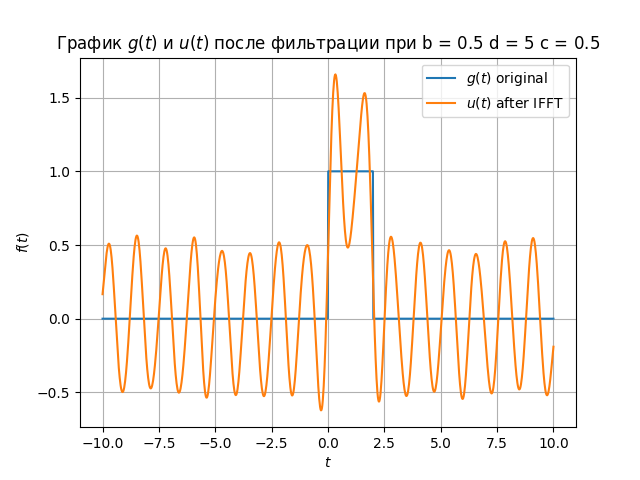 График g(t) и u(t) после фильтрации при b = 0.5 d = 5 c = 0.5
g(t) original
u(t) after IFFT
f(t)
1.5
1.0
0.5
0.0
−0.5
−10.0 −7.5 −5.0 −2.5 0.0 2.5 5.0 7.5 10.0
t